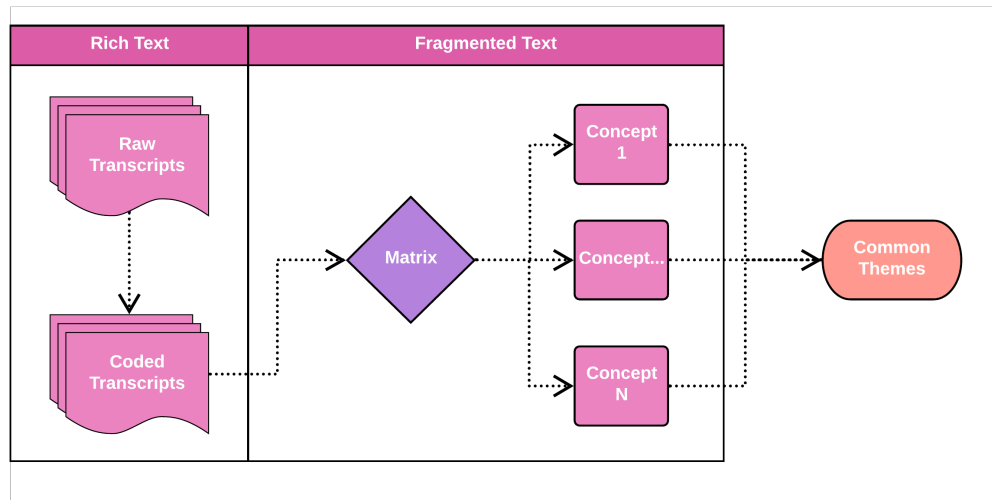 Rich Text
Fragmented Text
Raw
Transcripts
Coded
Transcripts
Matrix
Concept
1
Concept...
Concept
N
Common
Themes